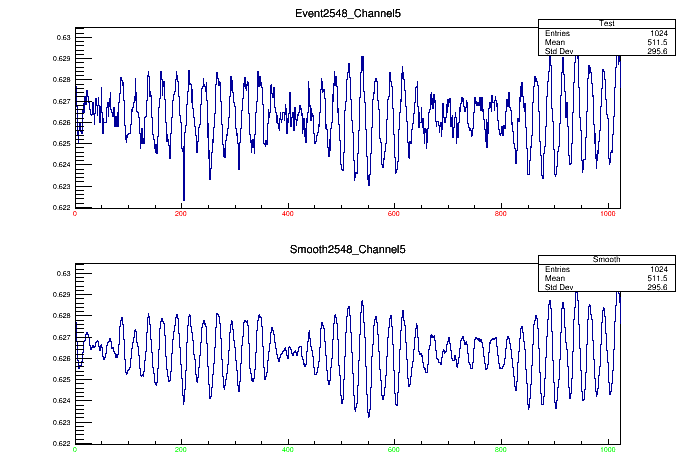 Event2548_Channel5
Test
Entries 1024
Mean 511.5
Std Dev 295.6
0.63
0.629
0.628
0.627
0.626
0.625
0.624
0.623
0.622
0 200 400 600 800 1000
Smooth2548_Channel5
Smooth
Entries 1024
Mean 511.5
Std Dev 295.6
0.63
0.629
0.628
0.627
0.626
0.625
0.624
0.623
0.622
0 200 400 600 800 1000